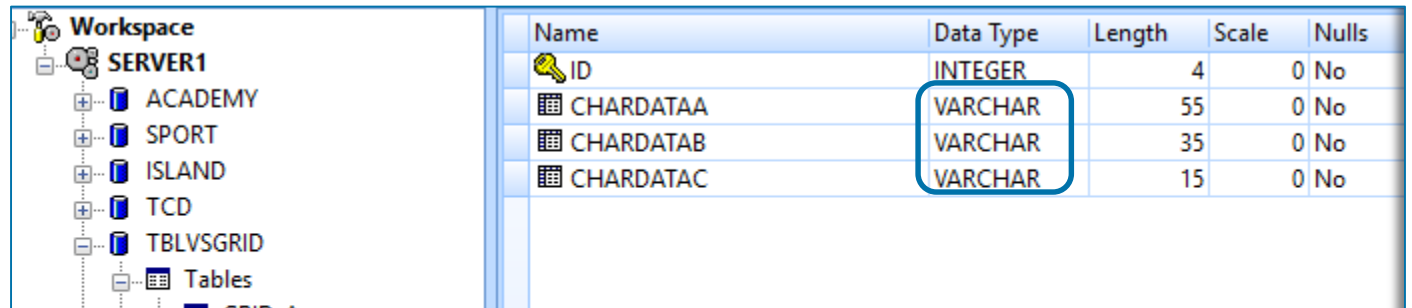 Workspace
SERVER1
ACADEMY
SPORT
ISLAND
TCD
TBLVSGRID
Tables
Name Data Type Length Scale Nulls
ID INTEGER 4 0 No
CHARDATAA VARCHAR 55 0 No
CHARDATAB VARCHAR 35 0 No
CHARDATAC VARCHAR 15 0 No